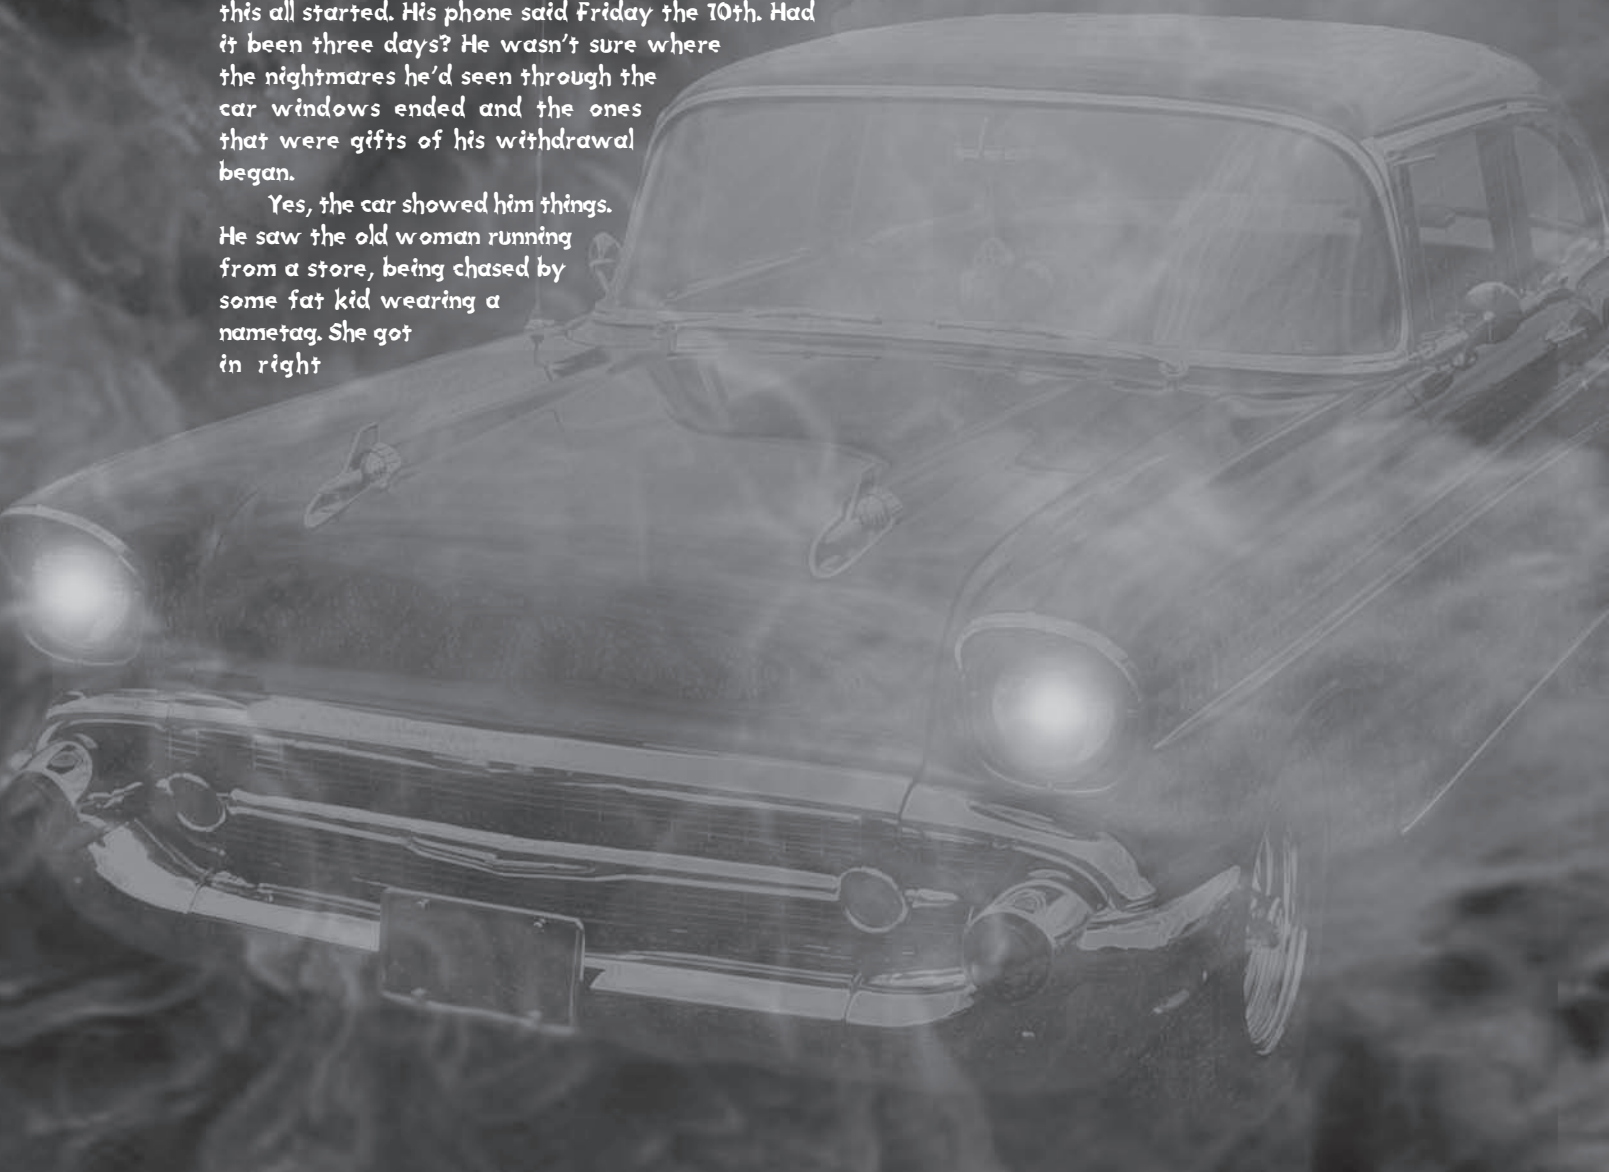 this all started. His phone said Friday the 10th. Had
it been three days? He wasn't sure where
the nightmares he'd seen through the
car windows ended and the ones
that were gifts of his withdrawal
began.
Yes, the car showed him things.
He saw the old woman running
from a store, being chased by
some fat kid wearing a
nametag. She got
in right